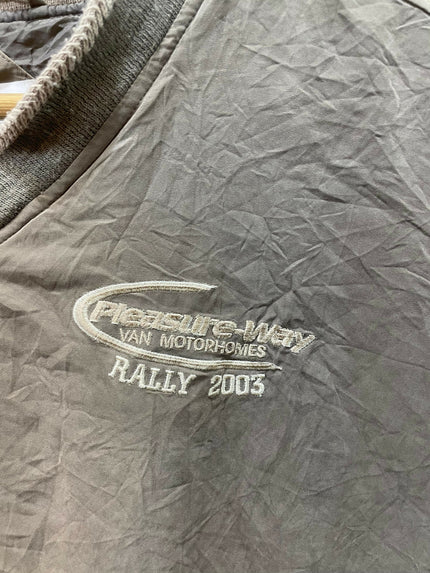 Pleasure-Way
VAN MOTORHOMES
RALLY 2003